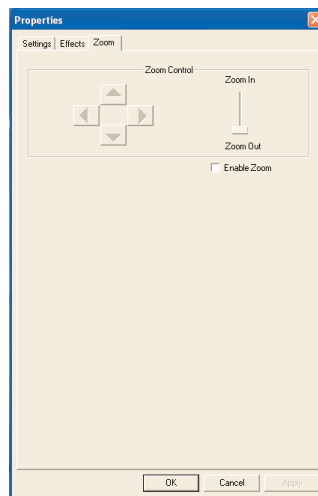 Properties
Settings Effects Zoom
Zoom Control
Zoom In
Zoom Out
Enable Zoom
OK Cancel Apply